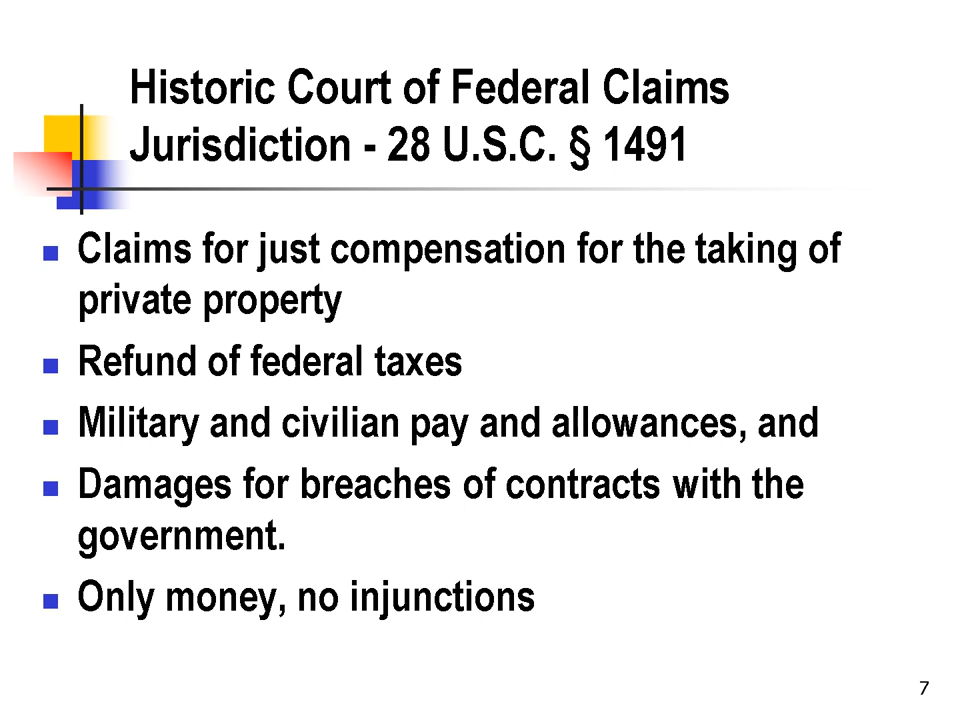 Historic Court of Federal Claims
Jurisdiction - 28 U.S.C. § 1491
Claims for just compensation for the taking of
private property
Refund of federal taxes
Military and civilian pay and allowances, and
Damages for breaches of contracts with the
government.
Only money, no injunctions
7